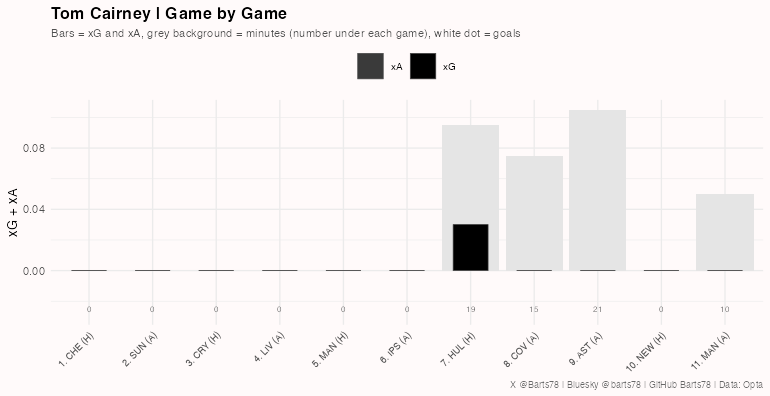 Tom Cairney | Game by Game
Bars = xG and xA, grey background = minutes (number under each game), white dot = goals
xA xG
xG + xA
0.08
0.04
0.00
0 0 0 0 0 0 19 15 21 0 10
1. CHE (H) 2. SUN (A) 3. CRY (H) 4. LIV (A) 5. MAN (H) 6. IPS (A) 7. HUL (H) 8. COV (A) 9. AST (A) 10. NEW (H) 11. MAN (A)
X @Barts78 | Bluesky @barts78 | GitHub Barts78 | Data: Opta